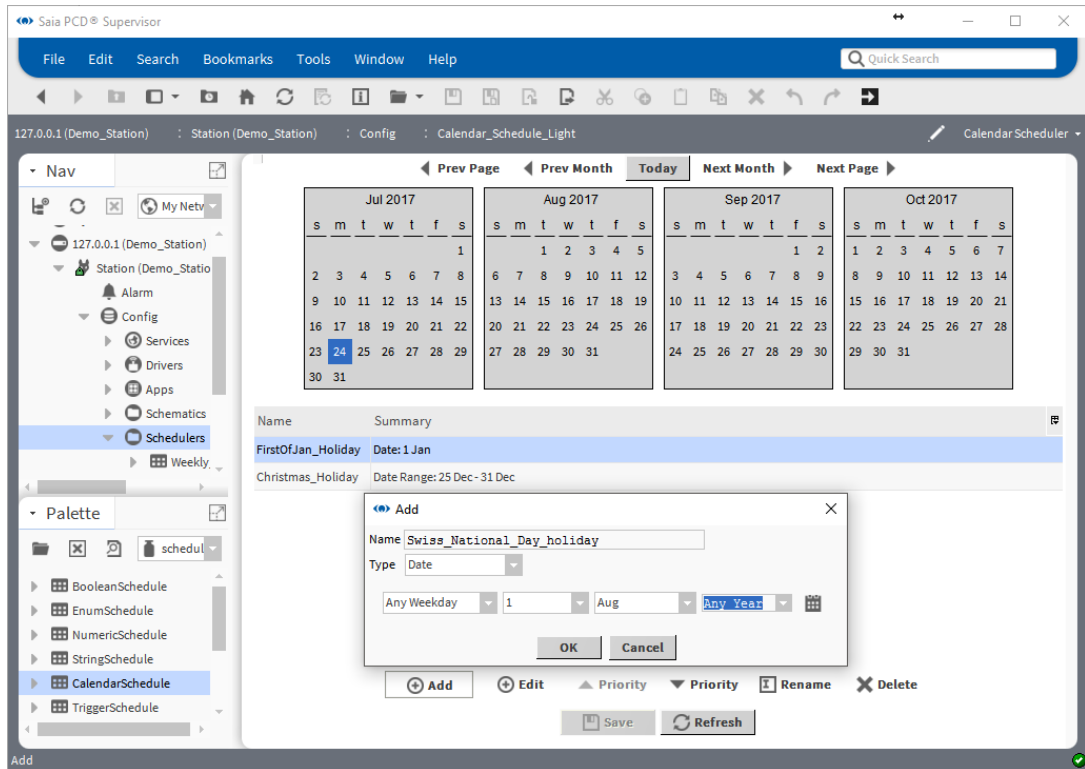 Saia PCD® Supervisor
File Edit Search Bookmarks Tools Window Help Quick Search
127.0.0.1 (Demo_Station) : Station (Demo_Station) : Config : Calendar_Schedule_Light Calendar Scheduler
Nav
My Netv
127.0.0.1 (Demo_Station)
Station (Demo_Statio
Alarm
Config
Services
Drivers
Apps
Schematics
Schedulers
Weekly_
Palette
schedul
BooleanSchedule
EnumSchedule
NumericSchedule
StringSchedule
CalendarSchedule
TriggerSchedule
Prev Page Prev Month Today Next Month Next Page
Jul 2017
s m t w t f s
1
2 3 4 5 6 7 8
9 10 11 12 13 14 15
16 17 18 19 20 21 22
23 24 25 26 27 28 29
30 31
Aug 2017
s m t w t f s
1 2 3 4 5
6 7 8 9 10 11 12
13 14 15 16 17 18 19
20 21 22 23 24 25 26
27 28 29 30 31
Sep 2017
s m t w t f s
1 2
3 4 5 6 7 8 9
10 11 12 13 14 15 16
17 18 19 20 21 22 23
24 25 26 27 28 29 30
Oct 2017
s m t w t f s
1 2 3 4 5 6 7
8 9 10 11 12 13 14
15 16 17 18 19 20 21
22 23 24 25 26 27 28
29 30 31
Name Summary
FirstOfJan_Holiday Date: 1 Jan
Christmas_Holiday Date Range: 25 Dec - 31 Dec
Add
Name Swiss_National_Day_holiday
Type Date
Any Weekday 1 Aug Any Year
OK Cancel
Add Edit Priority Priority Rename Delete
Save Refresh
Add